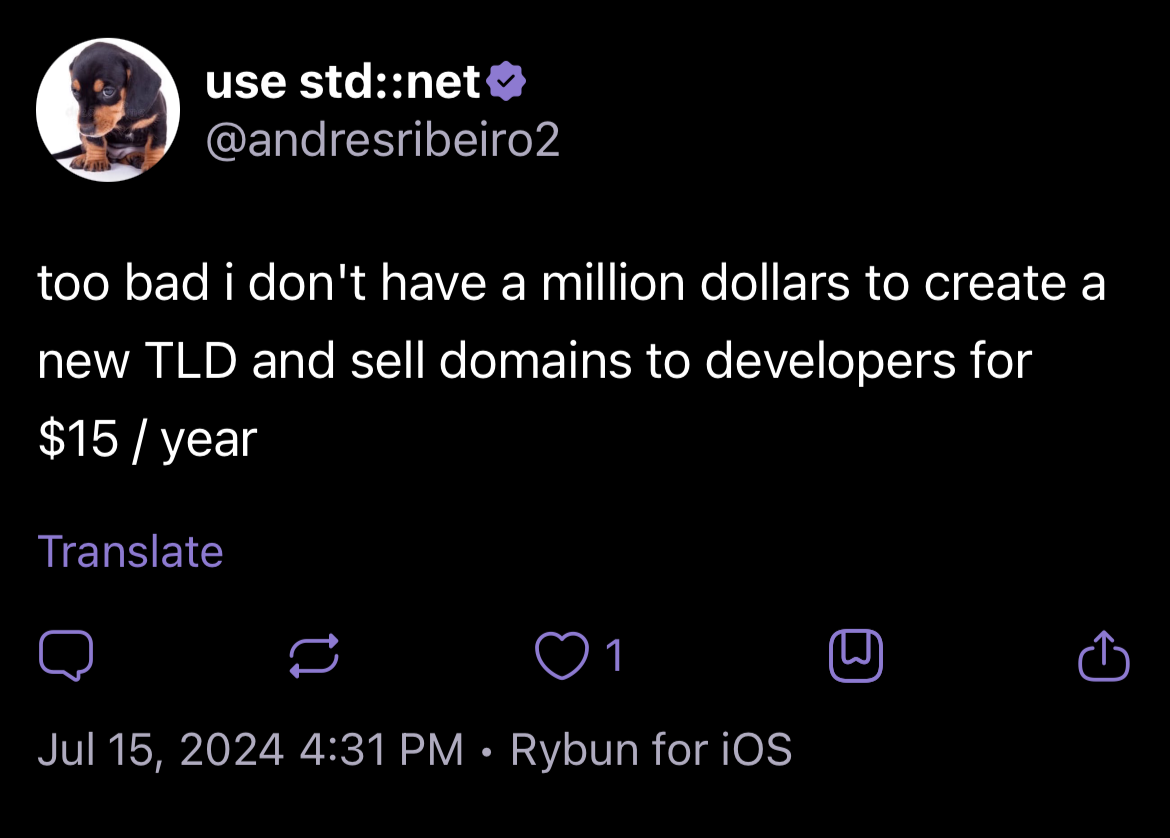 use std::net
@andresribeiro2
too bad i don't have a million dollars to create a
new TLD and sell domains to developers for
$15 / year
Translate
1
Jul 15, 2024 4:31 PM • Rybun for iOS